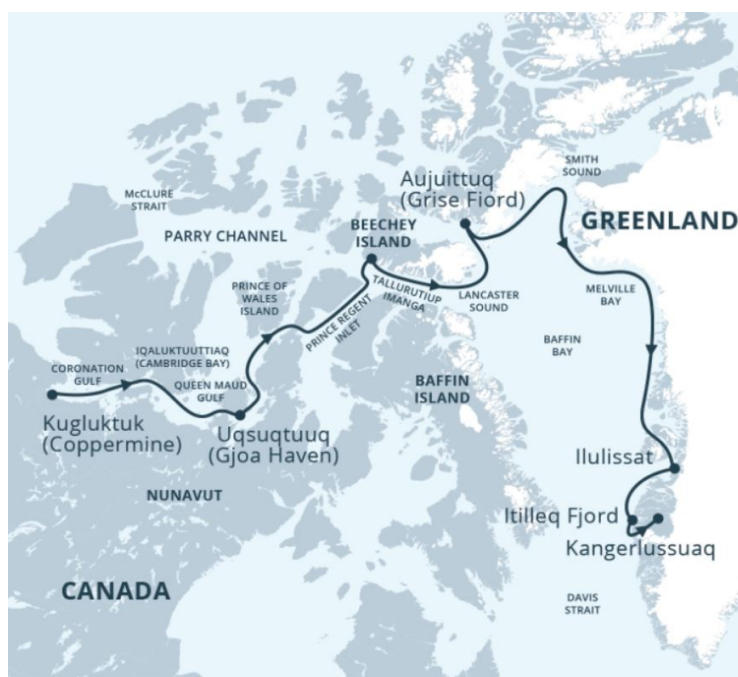 SMITH
SOUND
Aujuittuq
(Grise Fiord)
McCLURE
STRAIT
GREENLAND
BEECHEY
ISLAND
PARRY CHANNEL
TALLURUTIUP
IMANGA
PRINCE OF
WALES
ISLAND
LANCASTER
SOUND
MELVILLE
BAY
PRINCE REGENT
INLET
BAFFIN
BAY
IQALUKTUUTTIAQ
(CAMBRIDGE BAY)
CORONATION
GULF
QUEEN MAUD
GULF
BAFFIN
ISLAND
Kugluktuk
(Coppermine)
Uqsuqtuuq
(Gjoa Haven)
Ilulissat
NUNAVUT
Itilleq Fjord
Kangerlussuaq
CANADA
DAVIS
STRAIT